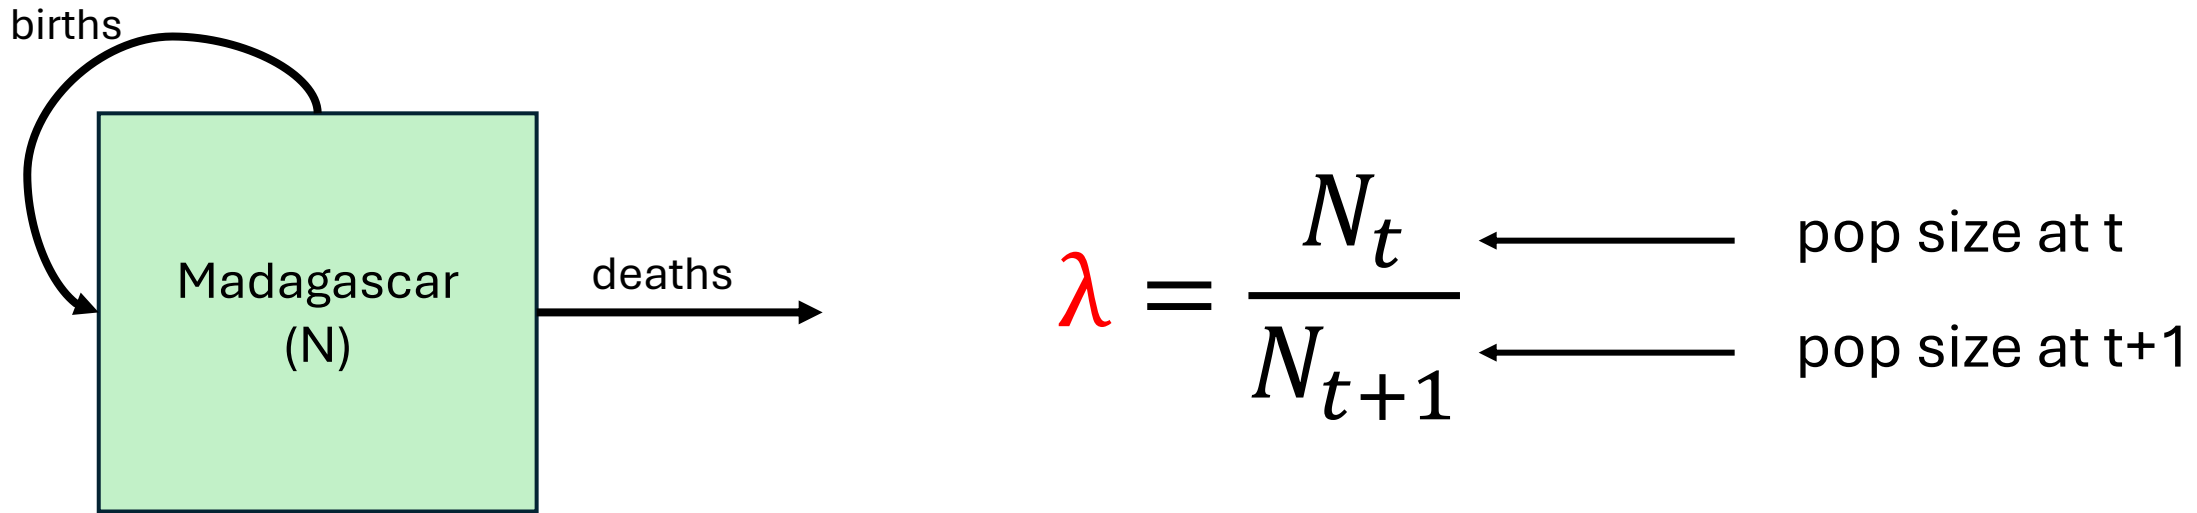 births
Madagascar
(N)
deaths
λ = N_t / N_{t+1}
pop size at t
pop size at t+1